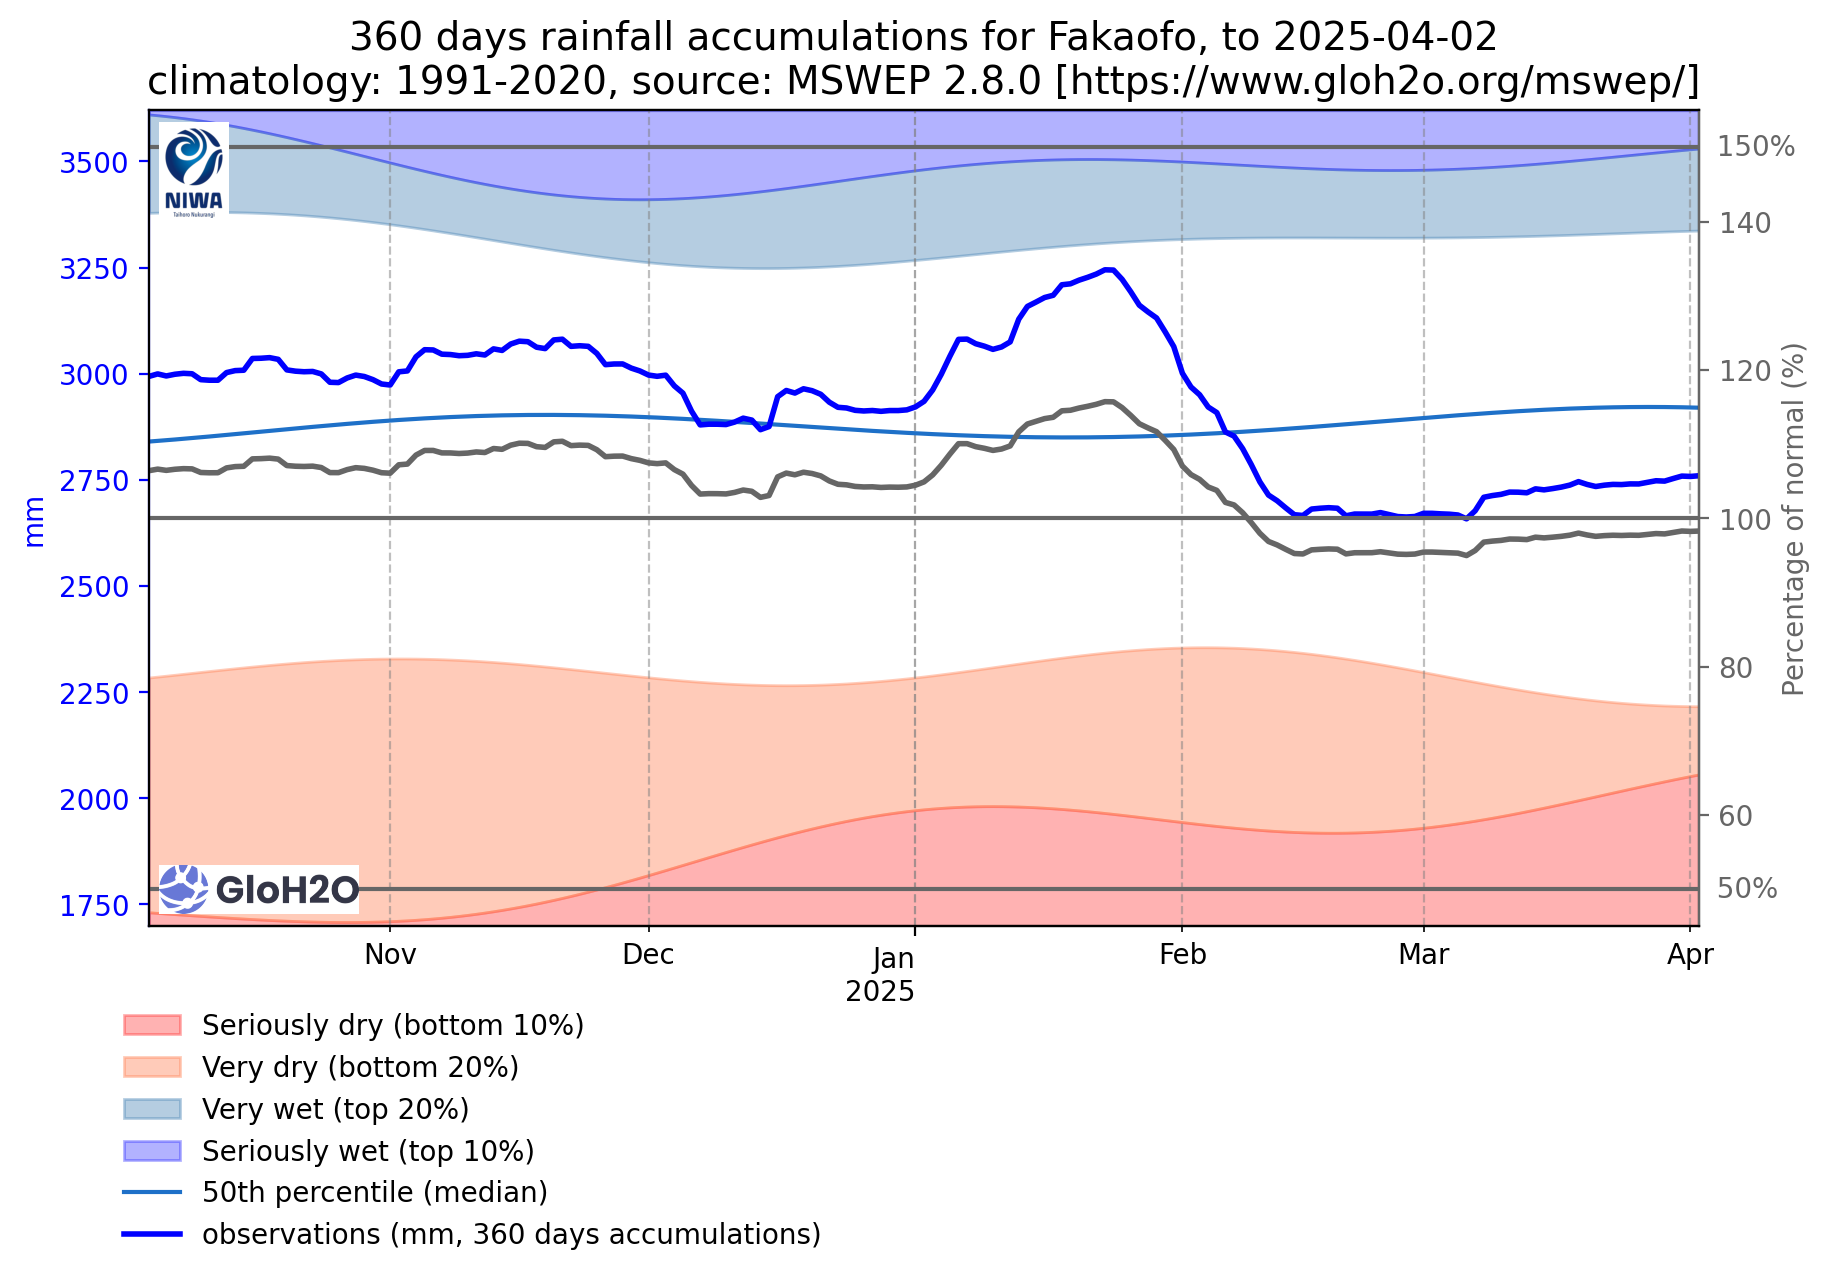 360 days rainfall accumulations for Fakaofo, to 2025-04-02
climatology: 1991-2020, source: MSWEP 2.8.0 [https://www.gloh2o.org/mswep/]
NIWA
Taihoro Nukurangi
3500
3250
3000
2750
2500
2250
2000
1750
mm
150%
140
120
100
80
60
50%
Percentage of normal (%)
GloH2O
Nov
Dec
Jan
2025
Feb
Mar
Apr
Seriously dry (bottom 10%)
Very dry (bottom 20%)
Very wet (top 20%)
Seriously wet (top 10%)
50th percentile (median)
observations (mm, 360 days accumulations)